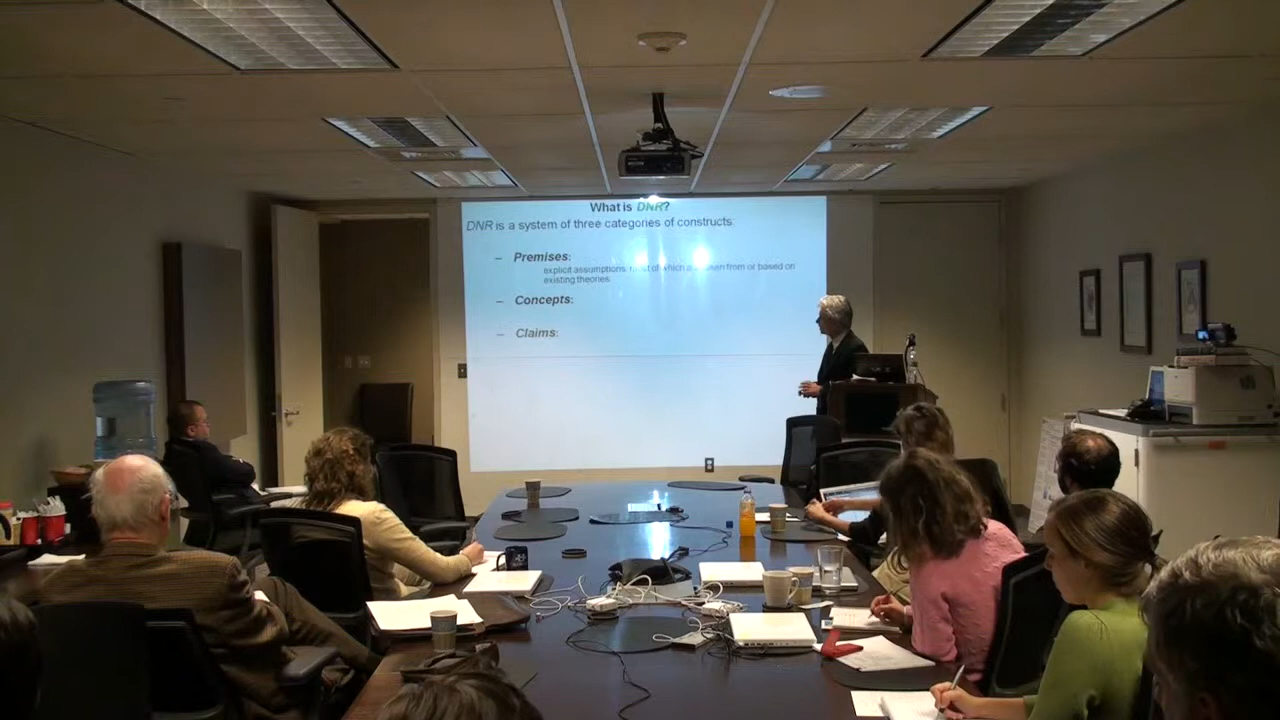 What is DNR?
DNR is a system of three categories of constructs:
– Premises:
explicit assumptions, most of which are taken from or based on
existing theories
– Concepts:
– Claims: